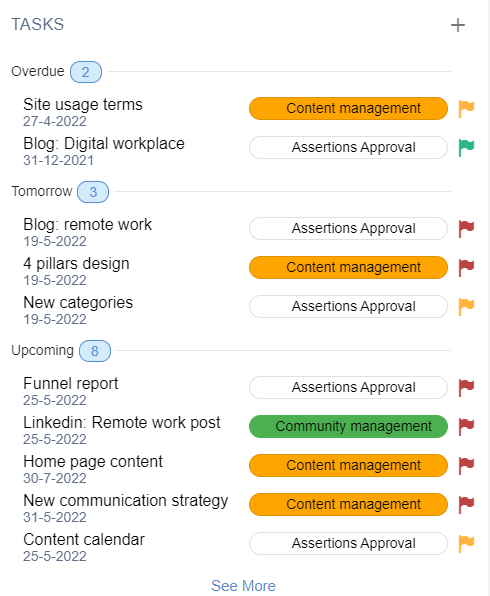 TASKS
Overdue 2
Site usage terms
27-4-2022
Content management
Blog: Digital workplace
31-12-2021
Assertions Approval
Tomorrow 3
Blog: remote work
19-5-2022
Assertions Approval
4 pillars design
19-5-2022
Content management
New categories
19-5-2022
Assertions Approval
Upcoming 8
Funnel report
25-5-2022
Assertions Approval
Linkedin: Remote work post
25-5-2022
Community management
Home page content
30-7-2022
Content management
New communication strategy
31-5-2022
Content management
Content calendar
25-5-2022
Assertions Approval
See More